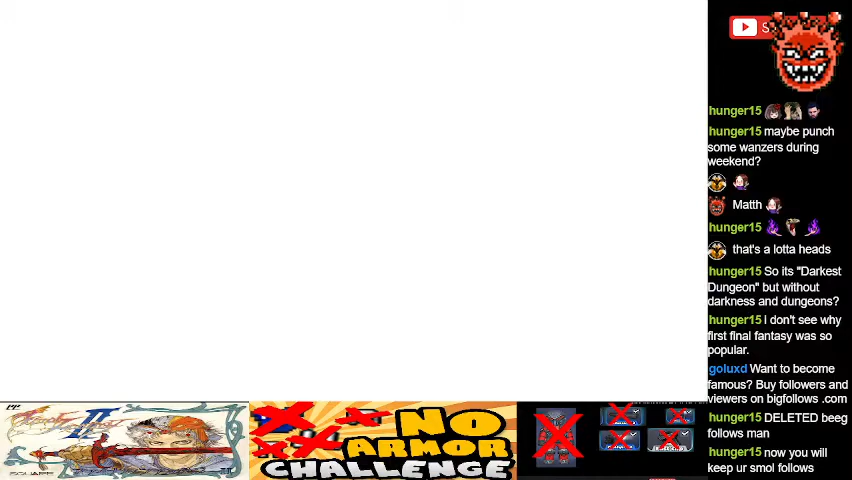 hunger15
hunger15 maybe punch
some wanzers during
weekend?
Matth
hunger15
that's a lotta heads
hunger15 So its "Darkest
Dungeon" but without
darkness and dungeons?
hunger15 I don't see why
first final fantasy was so
popular.
goluxd Want to become
famous? Buy followers and
viewers on bigfollows .com
hunger15 DELETED beeg
follows man
hunger15 now you will
keep ur smol follows
II
SQUARE
NO
ARMOR
CHALLENGE